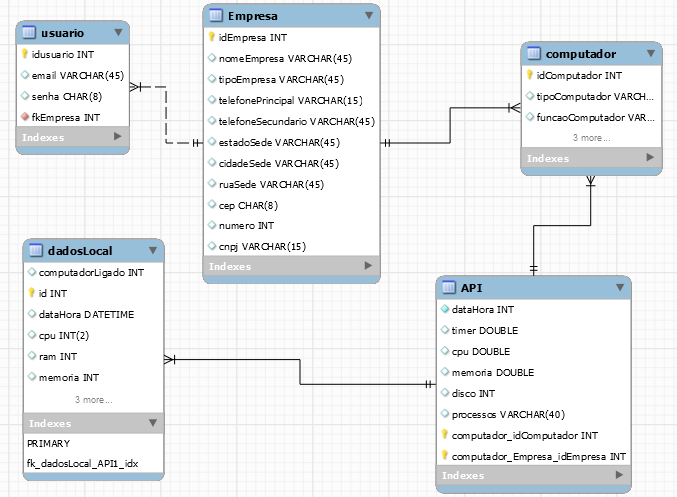 usuario
idusuario INT
email VARCHAR(45)
senha CHAR(8)
fkEmpresa INT
Indexes
Empresa
idEmpresa INT
nomeEmpresa VARCHAR(45)
tipoEmpresa VARCHAR(45)
telefonePrincipal VARCHAR(15)
telefoneSecundario VARCHAR(45)
estadoSede VARCHAR(45)
cidadeSede VARCHAR(45)
ruaSede VARCHAR(45)
cep CHAR(8)
numero INT
cnpj VARCHAR(15)
Indexes
computador
idComputador INT
tipoComputador VARCH...
funcaoComputador VAR...
3 more...
Indexes
dadosLocal
computadorLigado INT
id INT
dataHora DATETIME
cpu INT(2)
ram INT
memoria INT
3 more...
Indexes
PRIMARY
fk_dadosLocal_API1_idx
API
dataHora INT
timer DOUBLE
cpu DOUBLE
memoria DOUBLE
disco INT
processos VARCHAR(40)
computador_idComputador INT
computador_Empresa_idEmpresa INT
Indexes